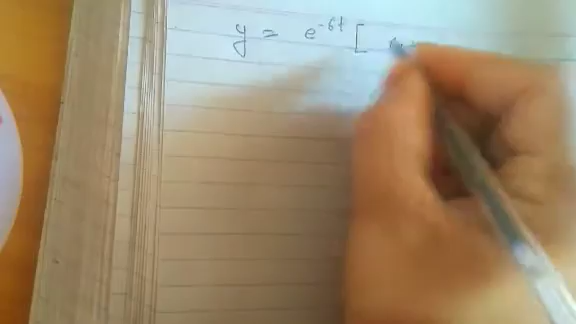 y = e^{-6t} [